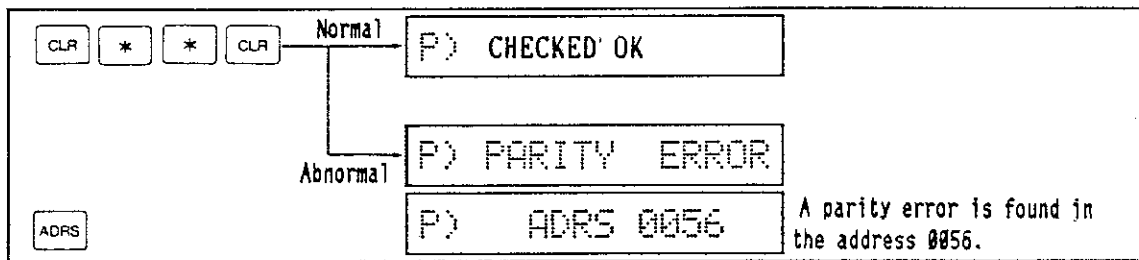 CLR * * CLR Normal P) CHECKED' OK
Abnormal P) PARITY ERROR
ADRS P) ADRS 0056 A parity error is found in
the address 0056.